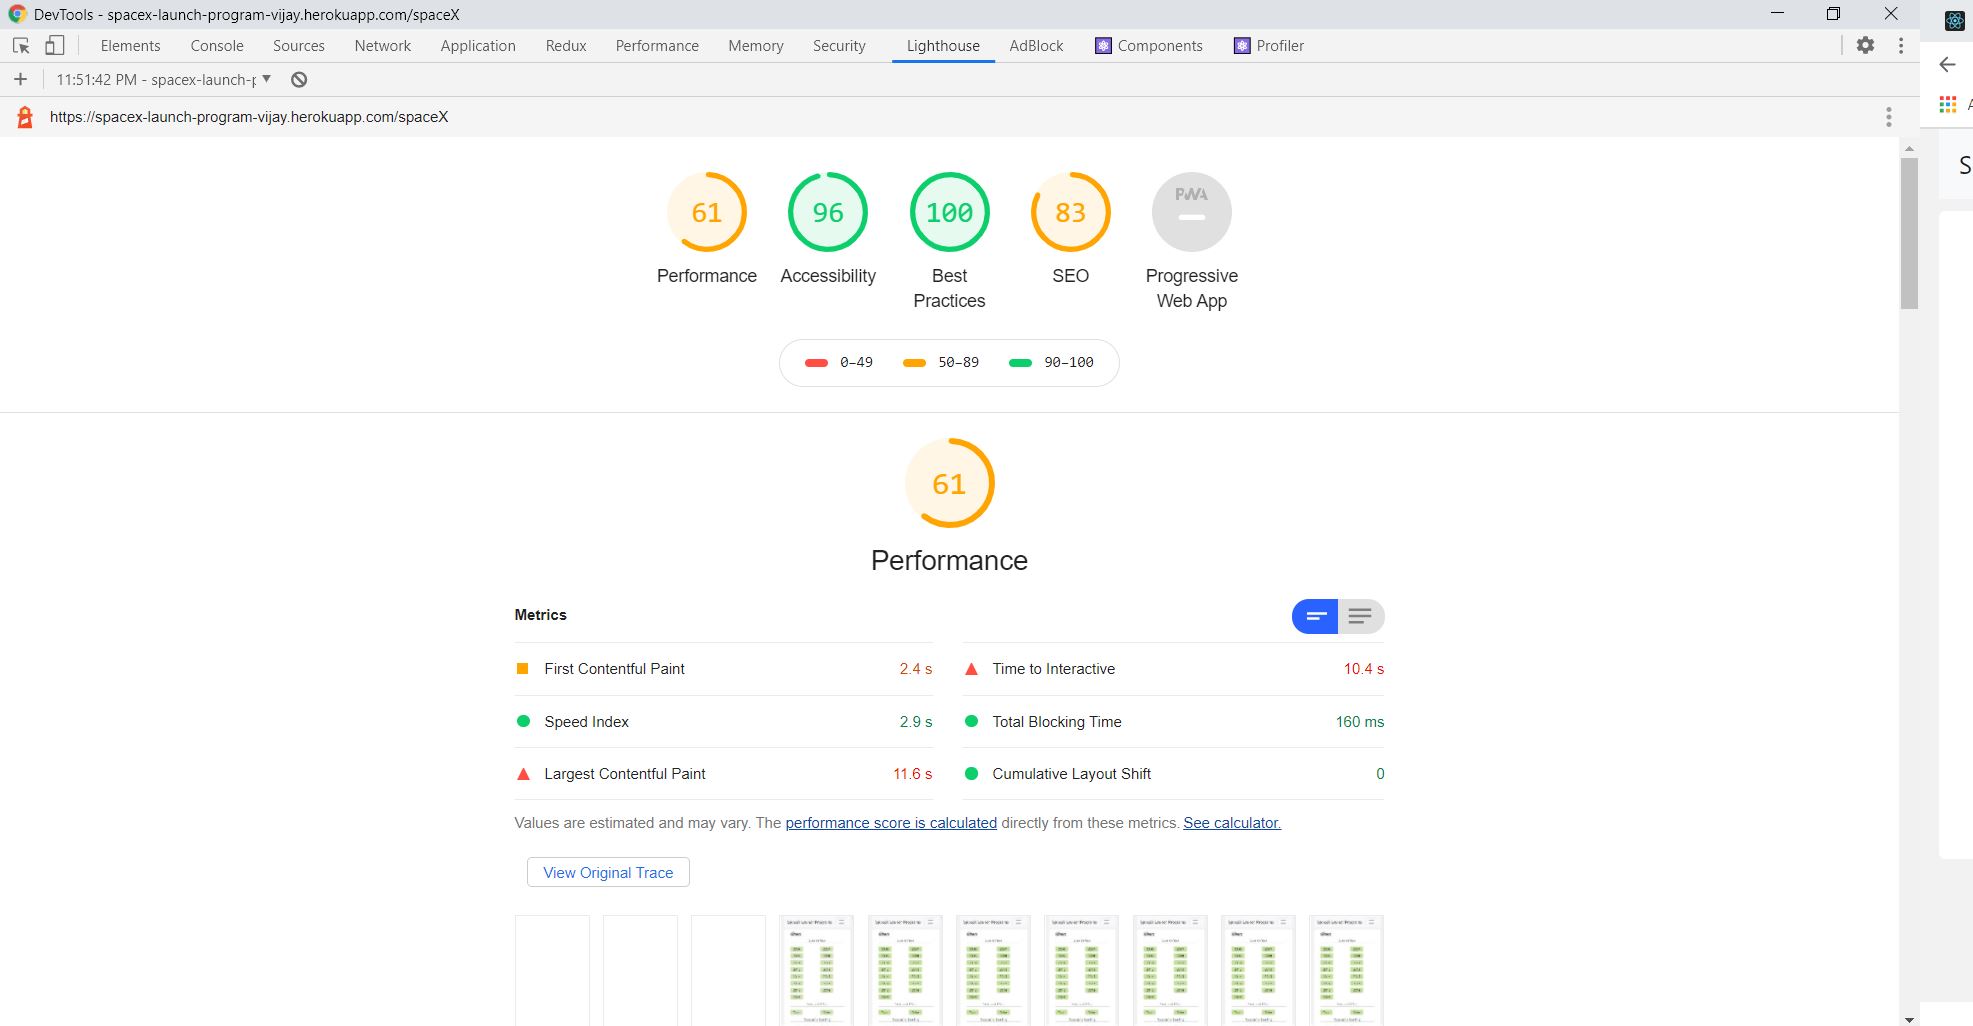 DevTools - spacex-launch-program-vijay.herokuapp.com/spaceX
Elements Console Sources Network Application Redux Performance Memory Security Lighthouse AdBlock Components Profiler
11:51:42 PM - spacex-launch-p
https://spacex-launch-program-vijay.herokuapp.com/spaceX
61 96 100 83 PWA
Performance Accessibility Best Practices SEO Progressive Web App
0–49 50–89 90–100
61
Performance
Metrics
First Contentful Paint 2.4 s Time to Interactive 10.4 s
Speed Index 2.9 s Total Blocking Time 160 ms
Largest Contentful Paint 11.6 s Cumulative Layout Shift 0
Values are estimated and may vary. The performance score is calculated directly from these metrics. See calculator.
View Original Trace